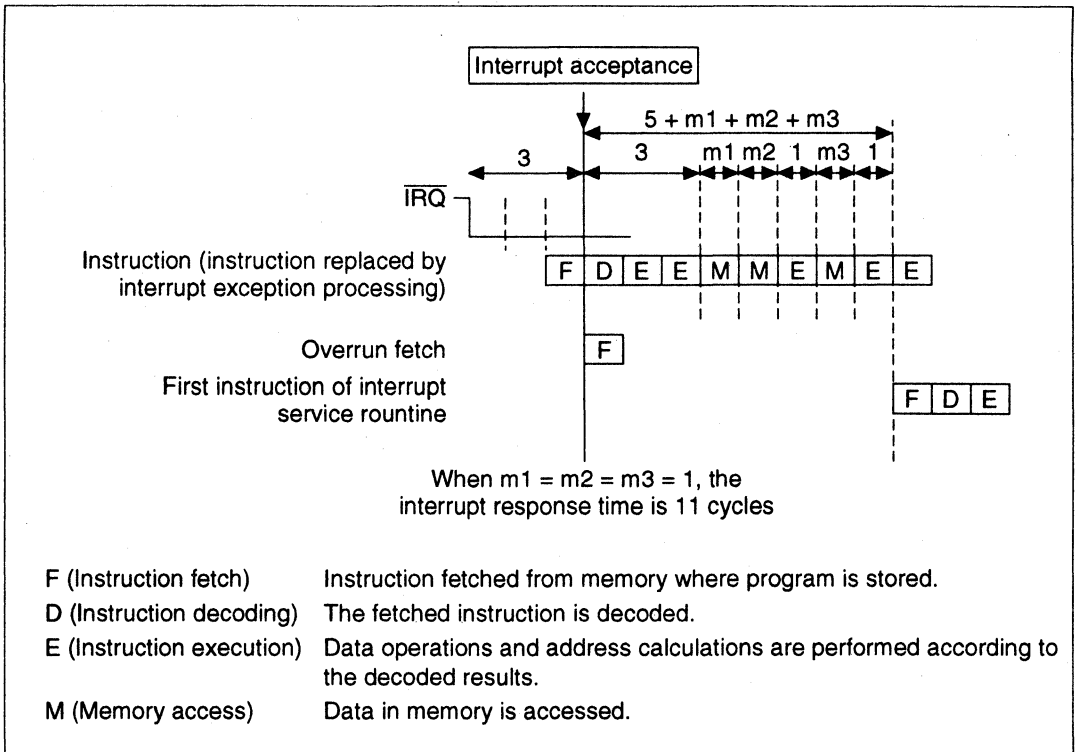 Interrupt acceptance
5 + m1 + m2 + m3
3 3 m1 m2 1 m3 1
IRQ
Instruction (instruction replaced by
interrupt exception processing)
F D E E M M E M E E
Overrun fetch
F
First instruction of interrupt
service rountine
F D E
When m1 = m2 = m3 = 1, the
interrupt response time is 11 cycles
F (Instruction fetch) Instruction fetched from memory where program is stored.
D (Instruction decoding) The fetched instruction is decoded.
E (Instruction execution) Data operations and address calculations are performed according to
the decoded results.
M (Memory access) Data in memory is accessed.